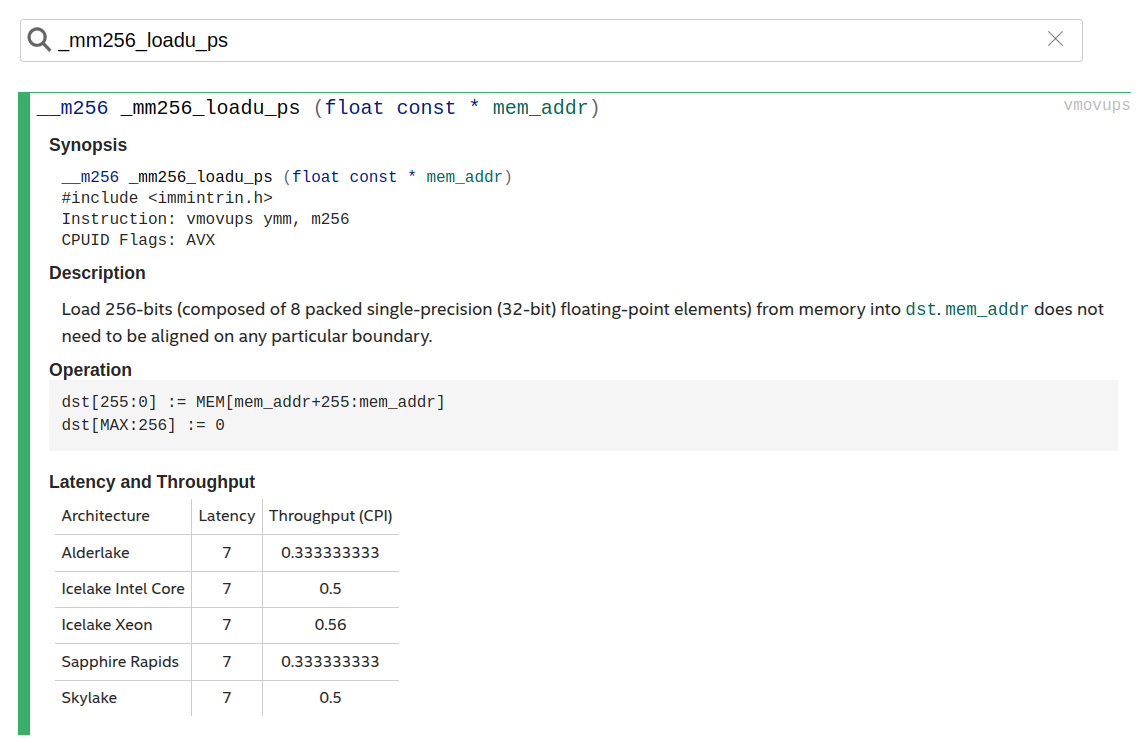 _mm256_loadu_ps
__m256 _mm256_loadu_ps (float const * mem_addr)
vmovups
Synopsis
__m256 _mm256_loadu_ps (float const * mem_addr)
#include <immintrin.h>
Instruction: vmovups ymm, m256
CPUID Flags: AVX
Description
Load 256-bits (composed of 8 packed single-precision (32-bit) floating-point elements) from memory into dst. mem_addr does not
need to be aligned on any particular boundary.
Operation
dst[255:0] := MEM[mem_addr+255:mem_addr]
dst[MAX:256] := 0
Latency and Throughput
Architecture Latency Throughput (CPI)
Alderlake 7 0.333333333
Icelake Intel Core 7 0.5
Icelake Xeon 7 0.56
Sapphire Rapids 7 0.333333333
Skylake 7 0.5